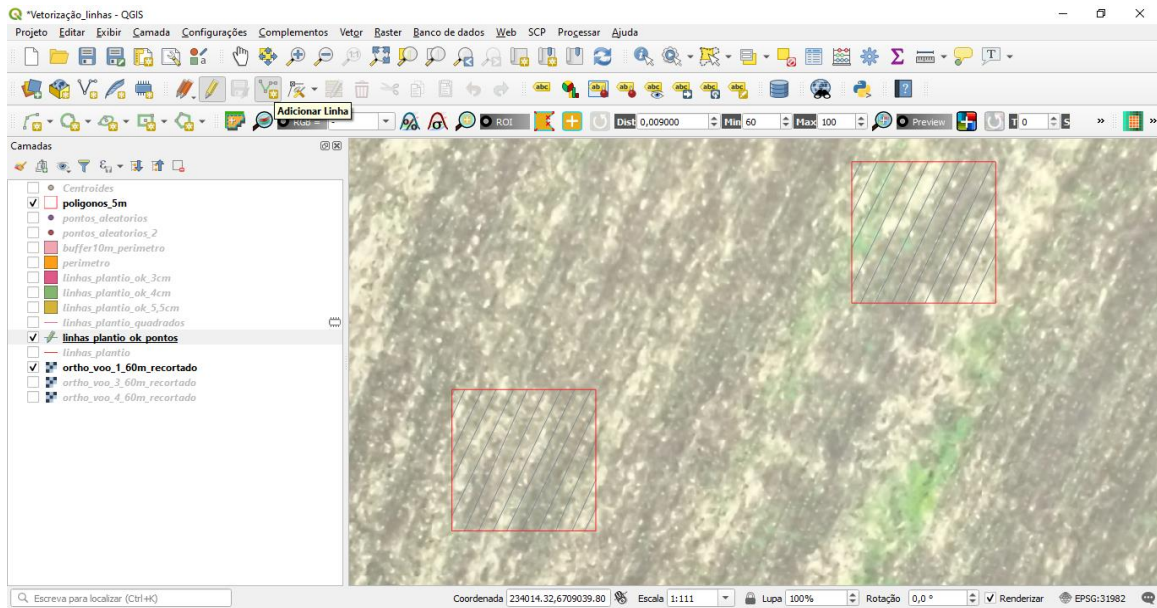 *Vetorização_linhas - QGIS
Projeto Editar Exibir Camada Configurações Complementos Vetor Raster Banco de dados Web SCP Processar Ajuda
Adicionar Linha
ROI Dist 0,009000 Min 60 Max 100 Preview T 0 S » »
Camadas
Centroides
poligonos_5m
pontos_aleatorios
pontos_aleatorios_2
buffer10m_perimetro
perimetro
linhas_plantio_ok_3cm
linhas_plantio_ok_4cm
linhas_plantio_ok_5,5cm
linhas_plantio_quadrados
linhas_plantio_ok_pontos
linhas_plantio
ortho_voo_1_60m_recortado
ortho_voo_3_60m_recortado
ortho_voo_4_60m_recortado
Escreva para localizar (Ctrl+K) Coordenada 234014.32,6709039.80 Escala 1:111 Lupa 100% Rotação 0,0 ° Renderizar EPSG:31982